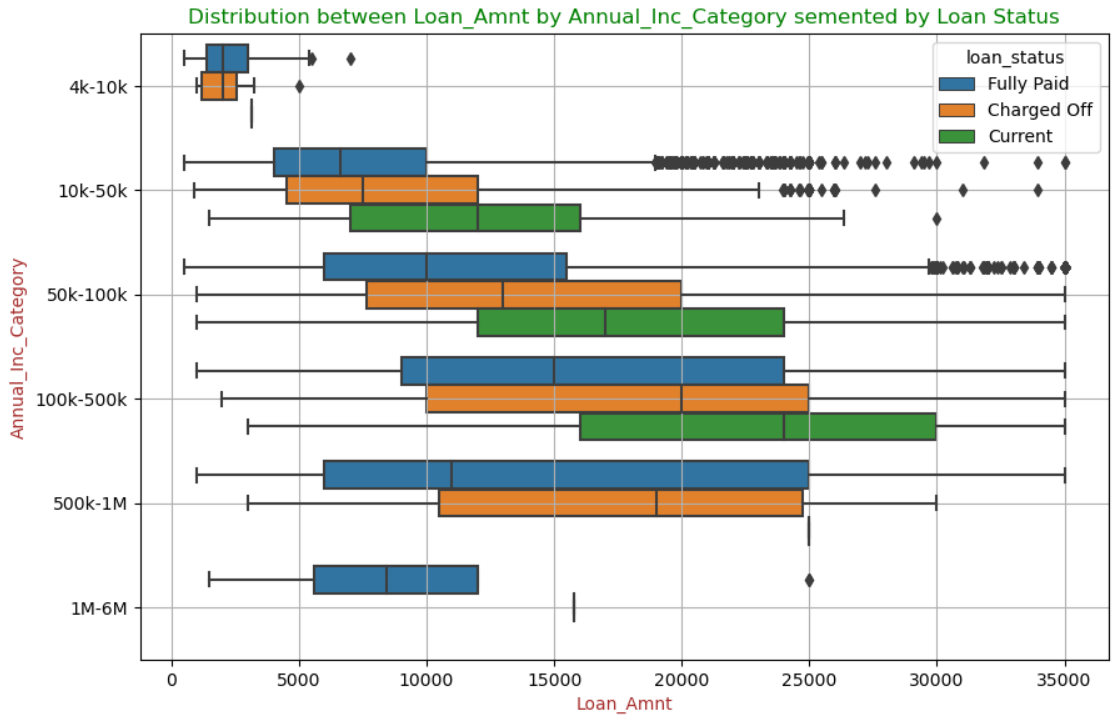 Distribution between Loan_Amnt by Annual_Inc_Category semented by Loan Status
loan_status
Fully Paid
Charged Off
Current
Annual_Inc_Category
4k-10k
10k-50k
50k-100k
100k-500k
500k-1M
1M-6M
0 5000 10000 15000 20000 25000 30000 35000
Loan_Amnt